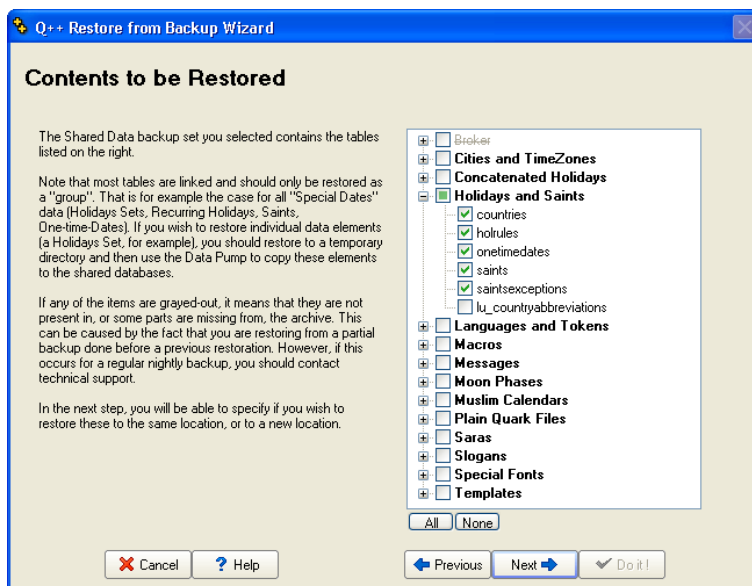 Q++ Restore from Backup Wizard
Contents to be Restored
The Shared Data backup set you selected contains the tables
listed on the right.
Note that most tables are linked and should only be restored as
a "group". That is for example the case for all "Special Dates"
data (Holidays Sets, Recurring Holidays, Saints,
One-time-Dates). If you wish to restore individual data elements
(a Holidays Set, for example), you should restore to a temporary
directory and then use the Data Pump to copy these elements
to the shared databases.
If any of the items are grayed-out, it means that they are not
present in, or some parts are missing from, the archive. This
can be caused by the fact that you are restoring from a partial
backup done before a previous restoration. However, if this
occurs for a regular nightly backup, you should contact
technical support.
In the next step, you will be able to specify if you wish to
restore these to the same location, or to a new location.
Broker
Cities and TimeZones
Concatenated Holidays
Holidays and Saints
countries
holrules
onetimedates
saints
saintsexceptions
lu_countryabbreviations
Languages and Tokens
Macros
Messages
Moon Phases
Muslim Calendars
Plain Quark Files
Saras
Slogans
Special Fonts
Templates
All None
Cancel ? Help Previous Next Do it!